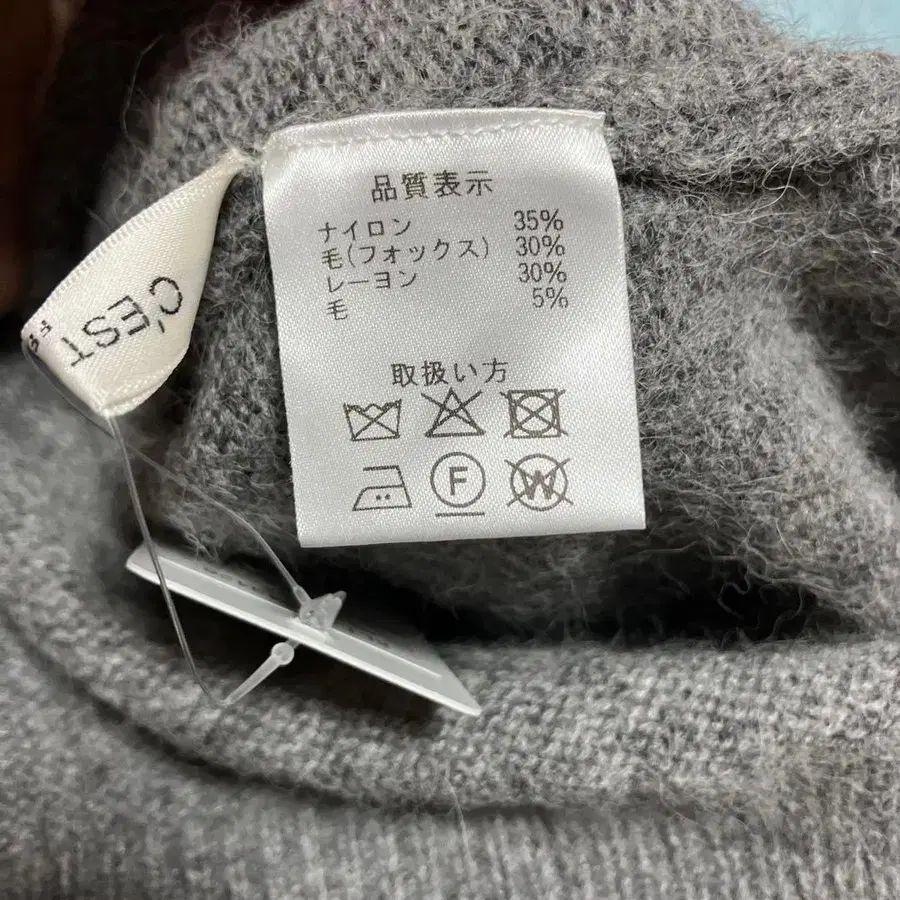 品質表示
ナイロン 35%
毛(フォックス) 30%
レーヨン 30%
毛 5%
取扱い方
F W
C'EST